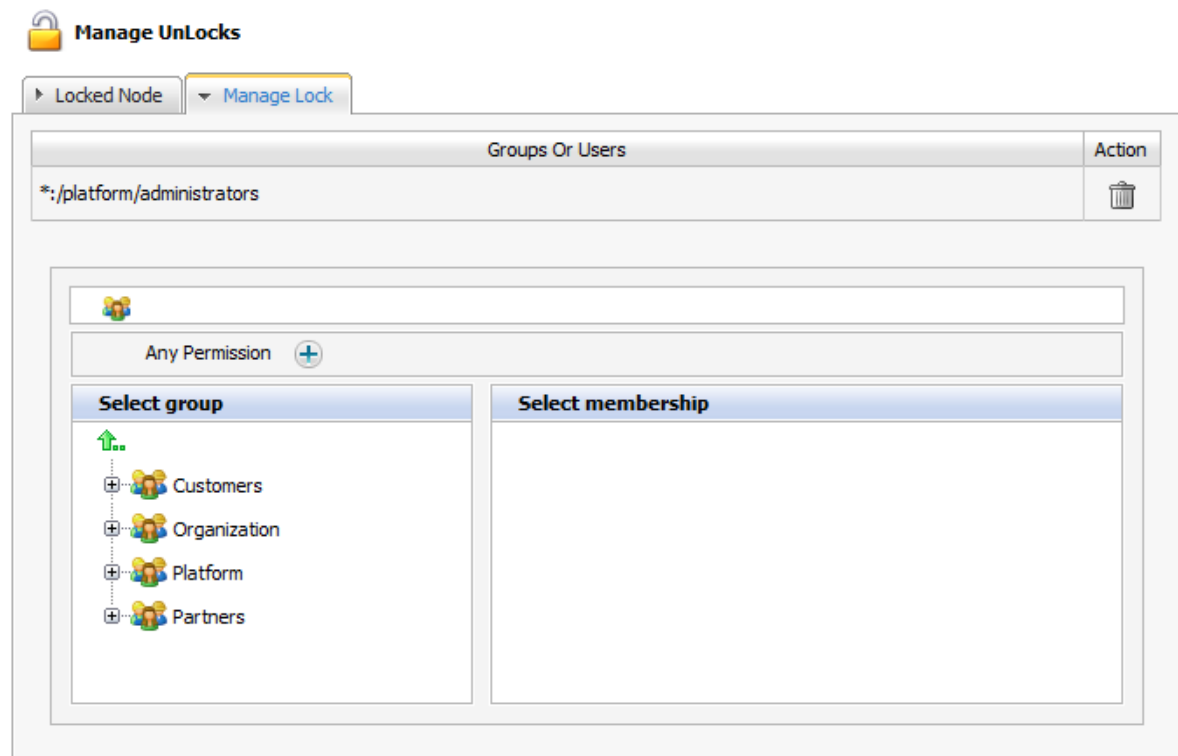 Manage UnLocks
Locked Node Manage Lock
Groups Or Users Action
*:/platform/administrators
Any Permission
Select group Select membership
Customers
Organization
Platform
Partners